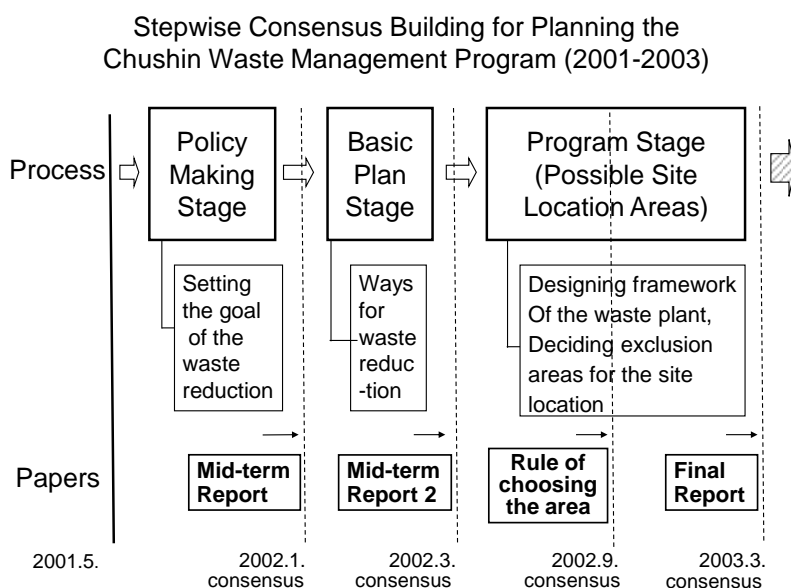 Stepwise Consensus Building for Planning the
Chushin Waste Management Program (2001-2003)
Process
Policy
Making
Stage
Basic
Plan
Stage
Program Stage
(Possible Site
Location Areas)
Setting
the goal
of the
waste
reduction
Ways
for
waste
reduc
-tion
Designing framework
Of the waste plant,
Deciding exclusion
areas for the site
location
Papers
Mid-term
Report
Mid-term
Report 2
Rule of
choosing
the area
Final
Report
2001.5.
2002.1.
consensus
2002.3.
consensus
2002.9.
consensus
2003.3.
consensus